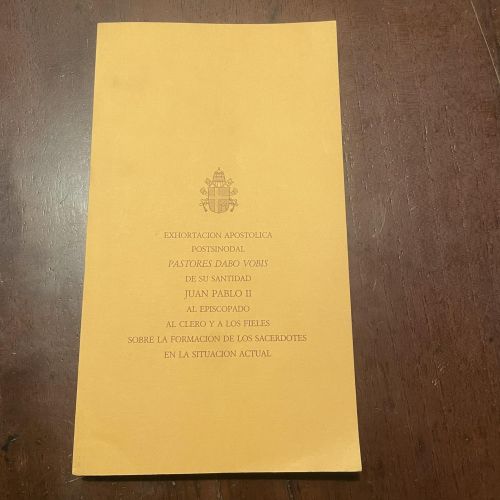 EXHORTACION APOSTOLICA
POSTSINODAL
PASTORES DABO VOBIS
DE SU SANTIDAD
JUAN PABLO II
AL EPISCOPADO
AL CLERO Y A LOS FIELES
SOBRE LA FORMACION DE LOS SACERDOTES
EN LA SITUACION ACTUAL